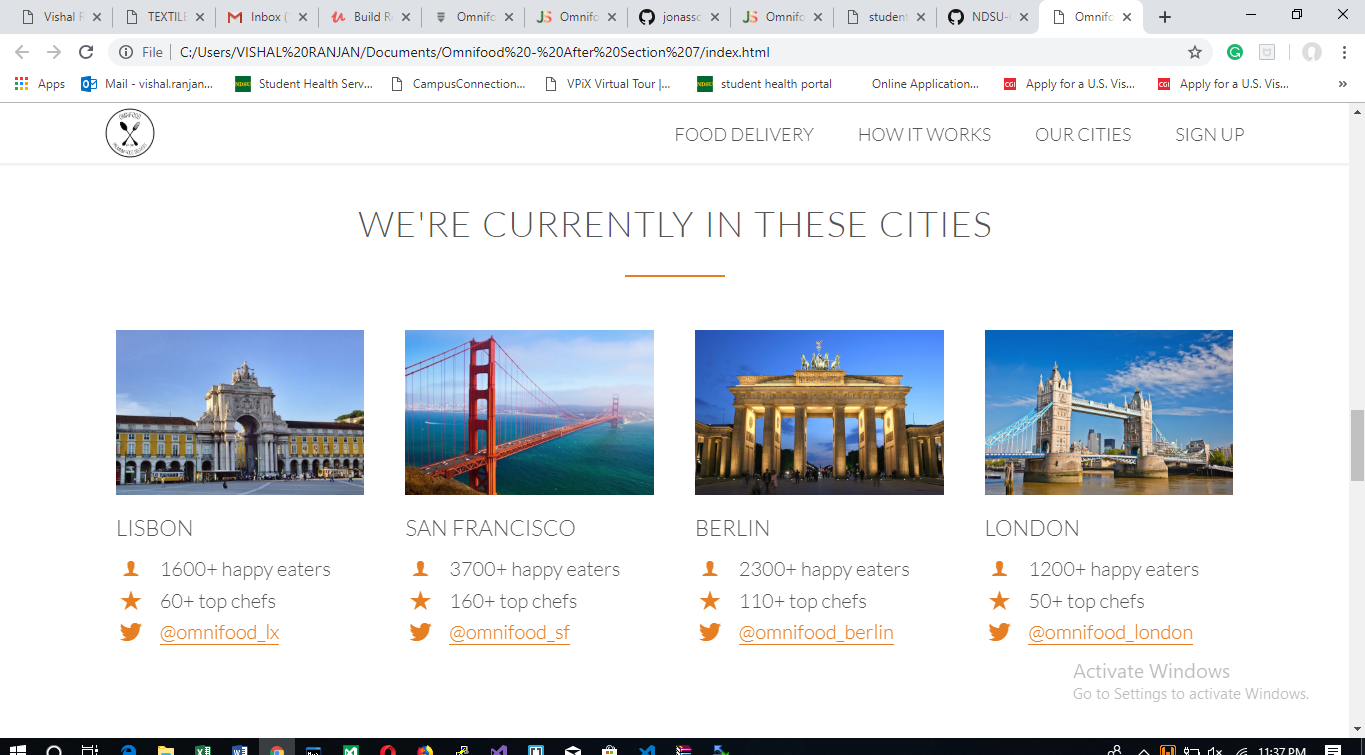 Vishal R TEXTILE Inbox ( Build R Omnifo Omnifo jonassc Omnifo student NDSU- Omnifo
File C:/Users/VISHAL%20RANJAN/Documents/Omnifood%20-%20After%20Section%207/index.html
Apps Mail - vishal.ranjan... NDSU Student Health Serv... CampusConnection... VPiX Virtual Tour |... NDSU student health portal Online Application... CGI Apply for a U.S. Vis... CGI Apply for a U.S. Vis... »
OMNIFOOD
FOOD DELIVERY HOW IT WORKS OUR CITIES SIGN UP
WE'RE CURRENTLY IN THESE CITIES
LISBON
1600+ happy eaters
60+ top chefs
@omnifood_lx
SAN FRANCISCO
3700+ happy eaters
160+ top chefs
@omnifood_sf
BERLIN
2300+ happy eaters
110+ top chefs
@omnifood_berlin
LONDON
1200+ happy eaters
50+ top chefs
@omnifood_london
Activate Windows
Go to Settings to activate Windows.
11:37 PM